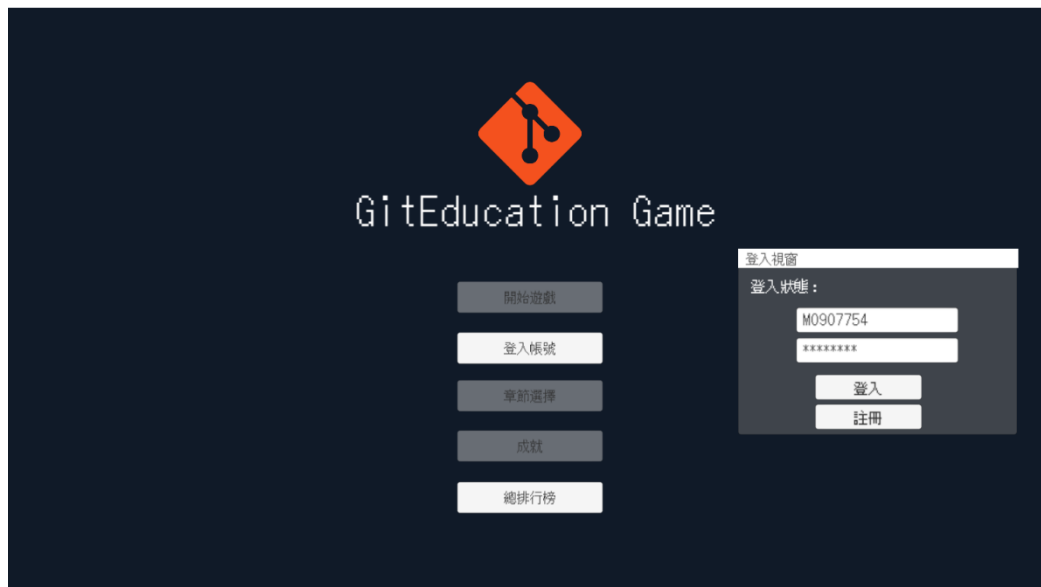 GitEducation Game
開始遊戲
登入帳號
章節選擇
成就
總排行榜
登入視窗
登入狀態：
M0907754
********
登入
註冊